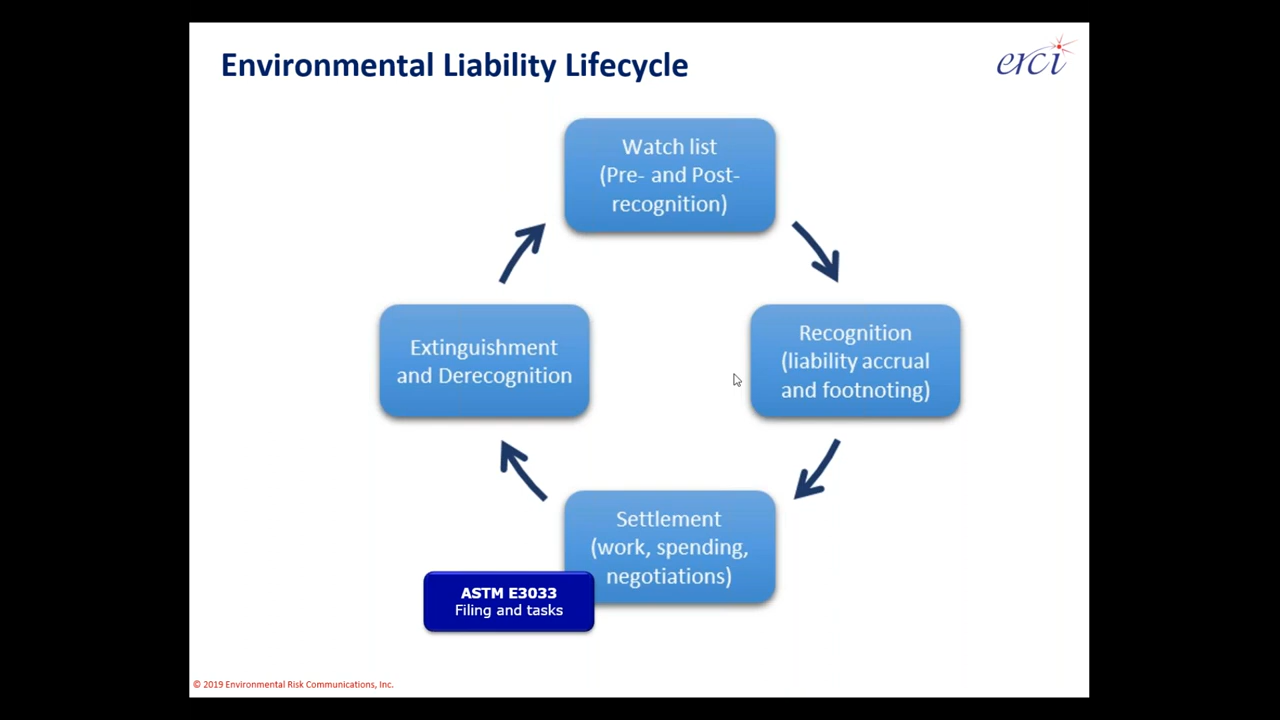 Environmental Liability Lifecycle
erci
Watch list
(Pre- and Post-
recognition)
Extinguishment
and Derecognition
Recognition
(liability accrual
and footnoting)
Settlement
(work, spending,
negotiations)
ASTM E3033
Filing and tasks
© 2019 Environmental Risk Communications, Inc.